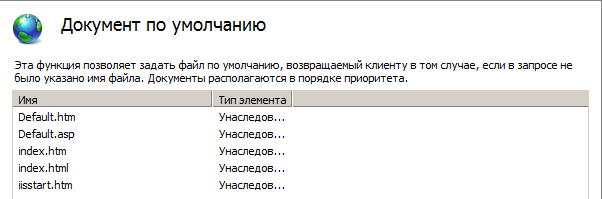 Документ по умолчанию
Эта функция позволяет задать файл по умолчанию, возвращаемый клиенту в том случае, если в запросе не
было указано имя файла. Документы располагаются в порядке приоритета.
Имя Тип элемента
Default.htm Унаследов...
Default.asp Унаследов...
index.htm Унаследов...
index.html Унаследов...
iisstart.htm Унаследов...